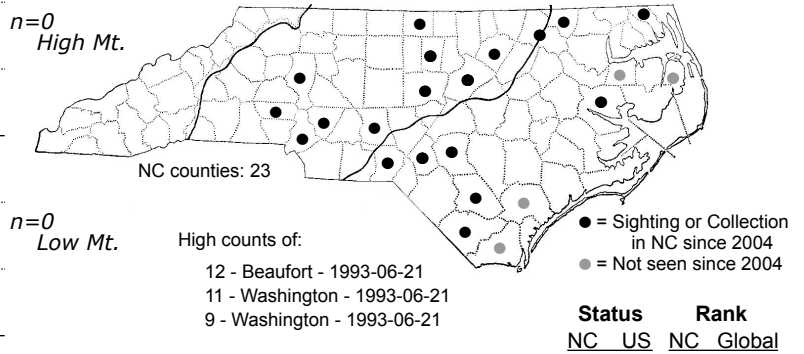 n=0
High Mt.
NC counties: 23
n=0
Low Mt.
High counts of:
12 - Beaufort - 1993-06-21
11 - Washington - 1993-06-21
9 - Washington - 1993-06-21
= Sighting or Collection
in NC since 2004
= Not seen since 2004
Status Rank
NC US NC Global